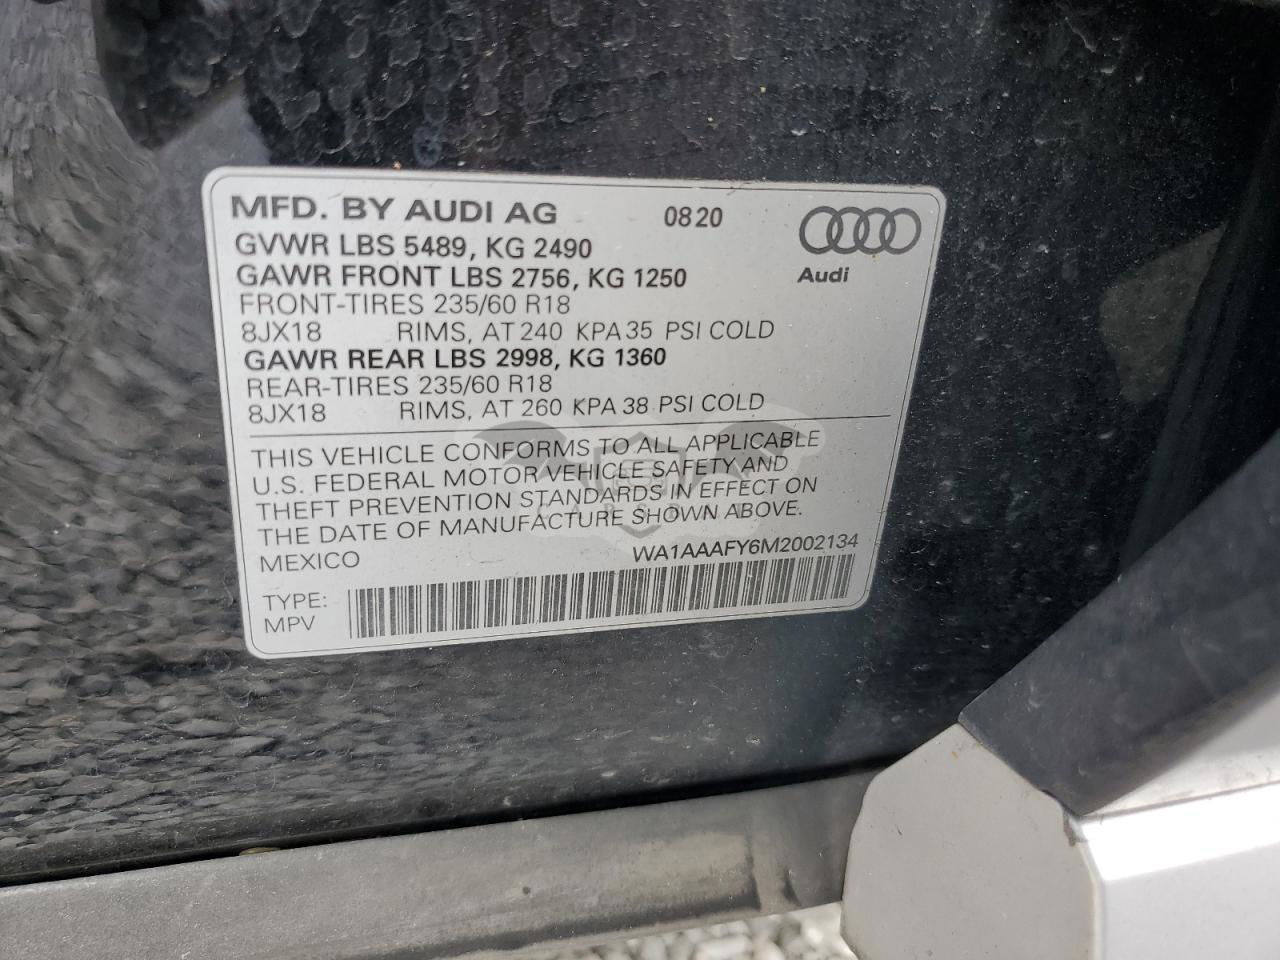 MFD. BY AUDI AG 0820
GVWR LBS 5489, KG 2490
GAWR FRONT LBS 2756, KG 1250 Audi
FRONT-TIRES 235/60 R18
8JX18 RIMS, AT 240 KPA 35 PSI COLD
GAWR REAR LBS 2998, KG 1360
REAR-TIRES 235/60 R18
8JX18 RIMS, AT 260 KPA 38 PSI COLD
THIS VEHICLE CONFORMS TO ALL APPLICABLE
U.S. FEDERAL MOTOR VEHICLE SAFETY AND
THEFT PREVENTION STANDARDS IN EFFECT ON
THE DATE OF MANUFACTURE SHOWN ABOVE.
MEXICO WA1AAAFY6M2002134
TYPE:
MPV